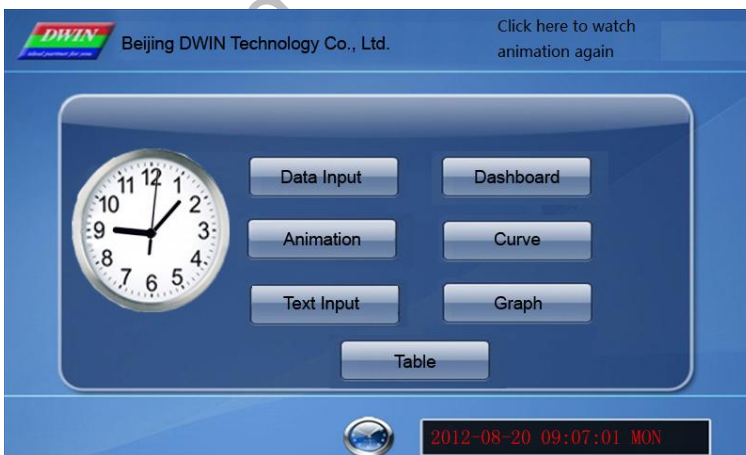 DWIN
Beijing DWIN Technology Co., Ltd.
Click here to watch
animation again
Data Input
Dashboard
11 12 1
10 2
9 3
8 4
7 6 5
Animation
Curve
Text Input
Graph
Table
2012-08-20 09:07:01 MON